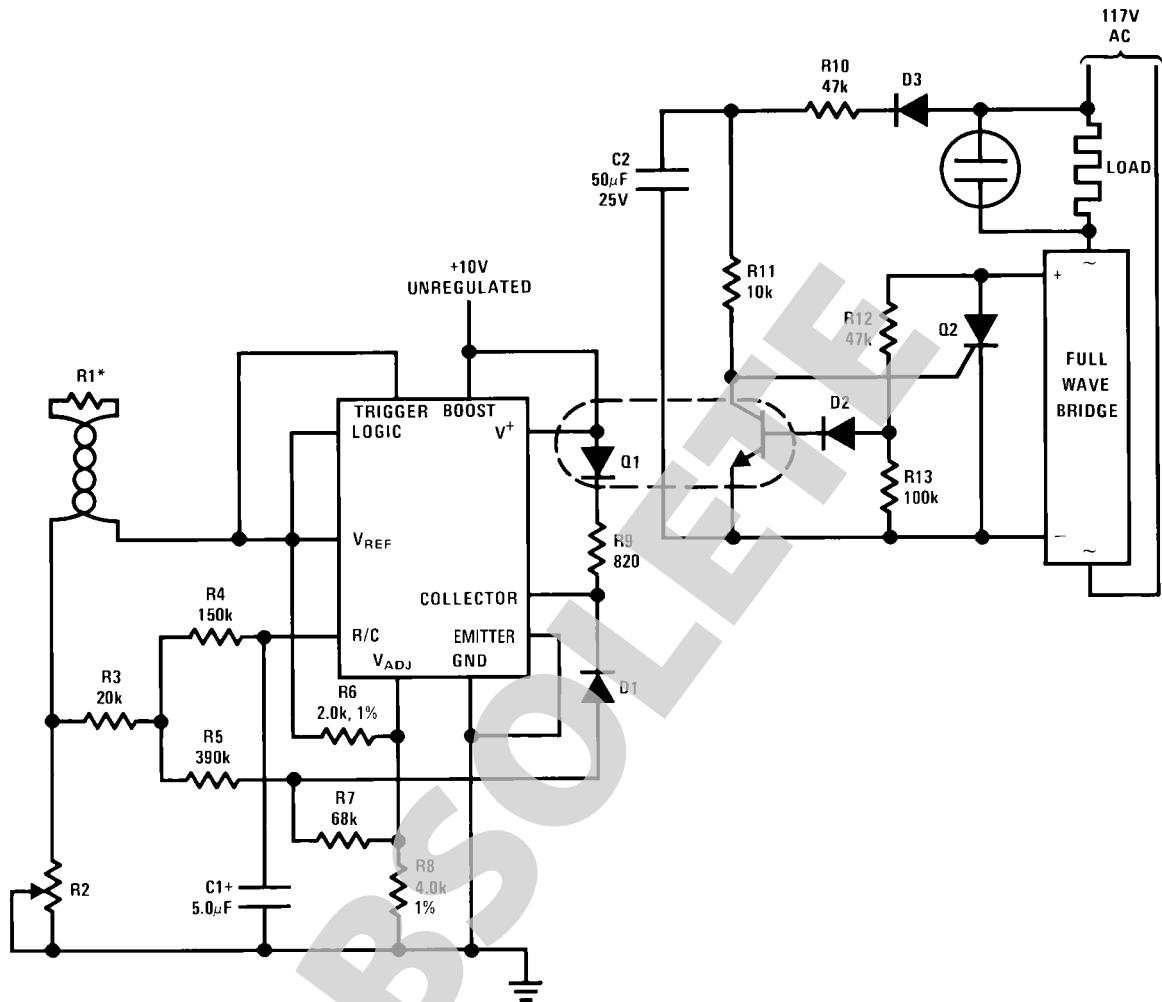 117V
AC
R10
47k
D3
C2
50μF
25V
LOAD
R11
10k
+10V
UNREGULATED
R12
47k
Q2
+
~
FULL
WAVE
BRIDGE
R1*
TRIGGER
BOOST
LOGIC
V+
D2
Q1
R13
100k
VREF
R9
820
−
~
COLLECTOR
R4
150k
R/C
EMITTER
VADJ
GND
R3
20k
R6
2.0k, 1%
D1
R5
390k
R7
68k
R2
C1+
5.0μF
R8
4.0k
1%
OBSOLETE